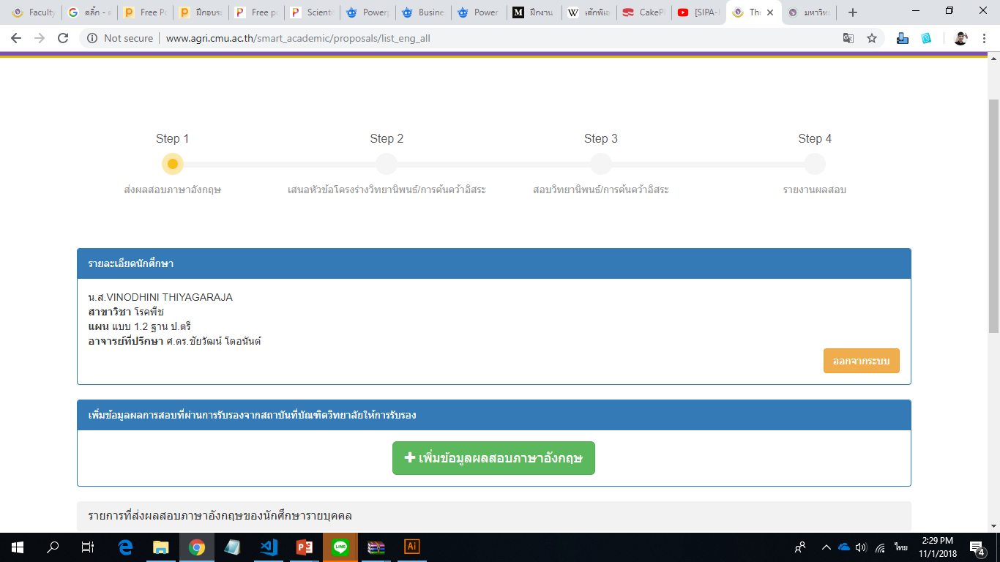 Faculty
คลิ้ก - ค
Free Po
ฝึกอบรม
Free po
Scienti
Powerp
Busine
Power
ฝึกงาน
เด้กพิเอ
CakePH
[SIPA-I
The
มหาวิทย
Not secure
www.agri.cmu.ac.th/smart_academic/proposals/list_eng_all
Step 1 Step 2 Step 3 Step 4
ส่งผลสอบภาษาอังกฤษ เสนอหัวข้อโครงร่างวิทยานิพนธ์/การค้นคว้าอิสระ สอบวิทยานิพนธ์/การค้นคว้าอิสระ รายงานผลสอบ
รายละเอียดนักศึกษา
น.ส.VINODHINI THIYAGARAJA
สาขาวิชา โรคพืช
แผน แบบ 1.2 ฐาน ป.ตรี
อาจารย์ที่ปรึกษา ศ.ดร.ชัยวัฒน์ โตอนันต์
ออกจากระบบ
เพิ่มข้อมูลผลการสอบที่ผ่านการรับรองจากสถาบันที่บัณฑิตวิทยาลัยให้การรับรอง
เพิ่มข้อมูลผลสอบภาษาอังกฤษ
รายการที่ส่งผลสอบภาษาอังกฤษของนักศึกษารายบุคคล
ไทย
2:29 PM
11/1/2018
4